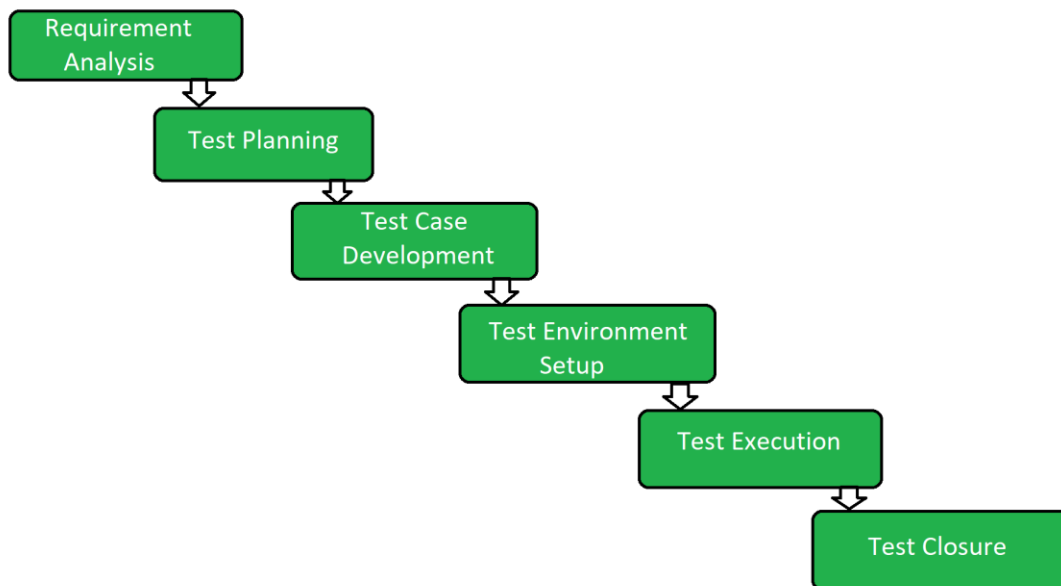 Requirement
Analysis
Test Planning
Test Case
Development
Test Environment
Setup
Test Execution
Test Closure